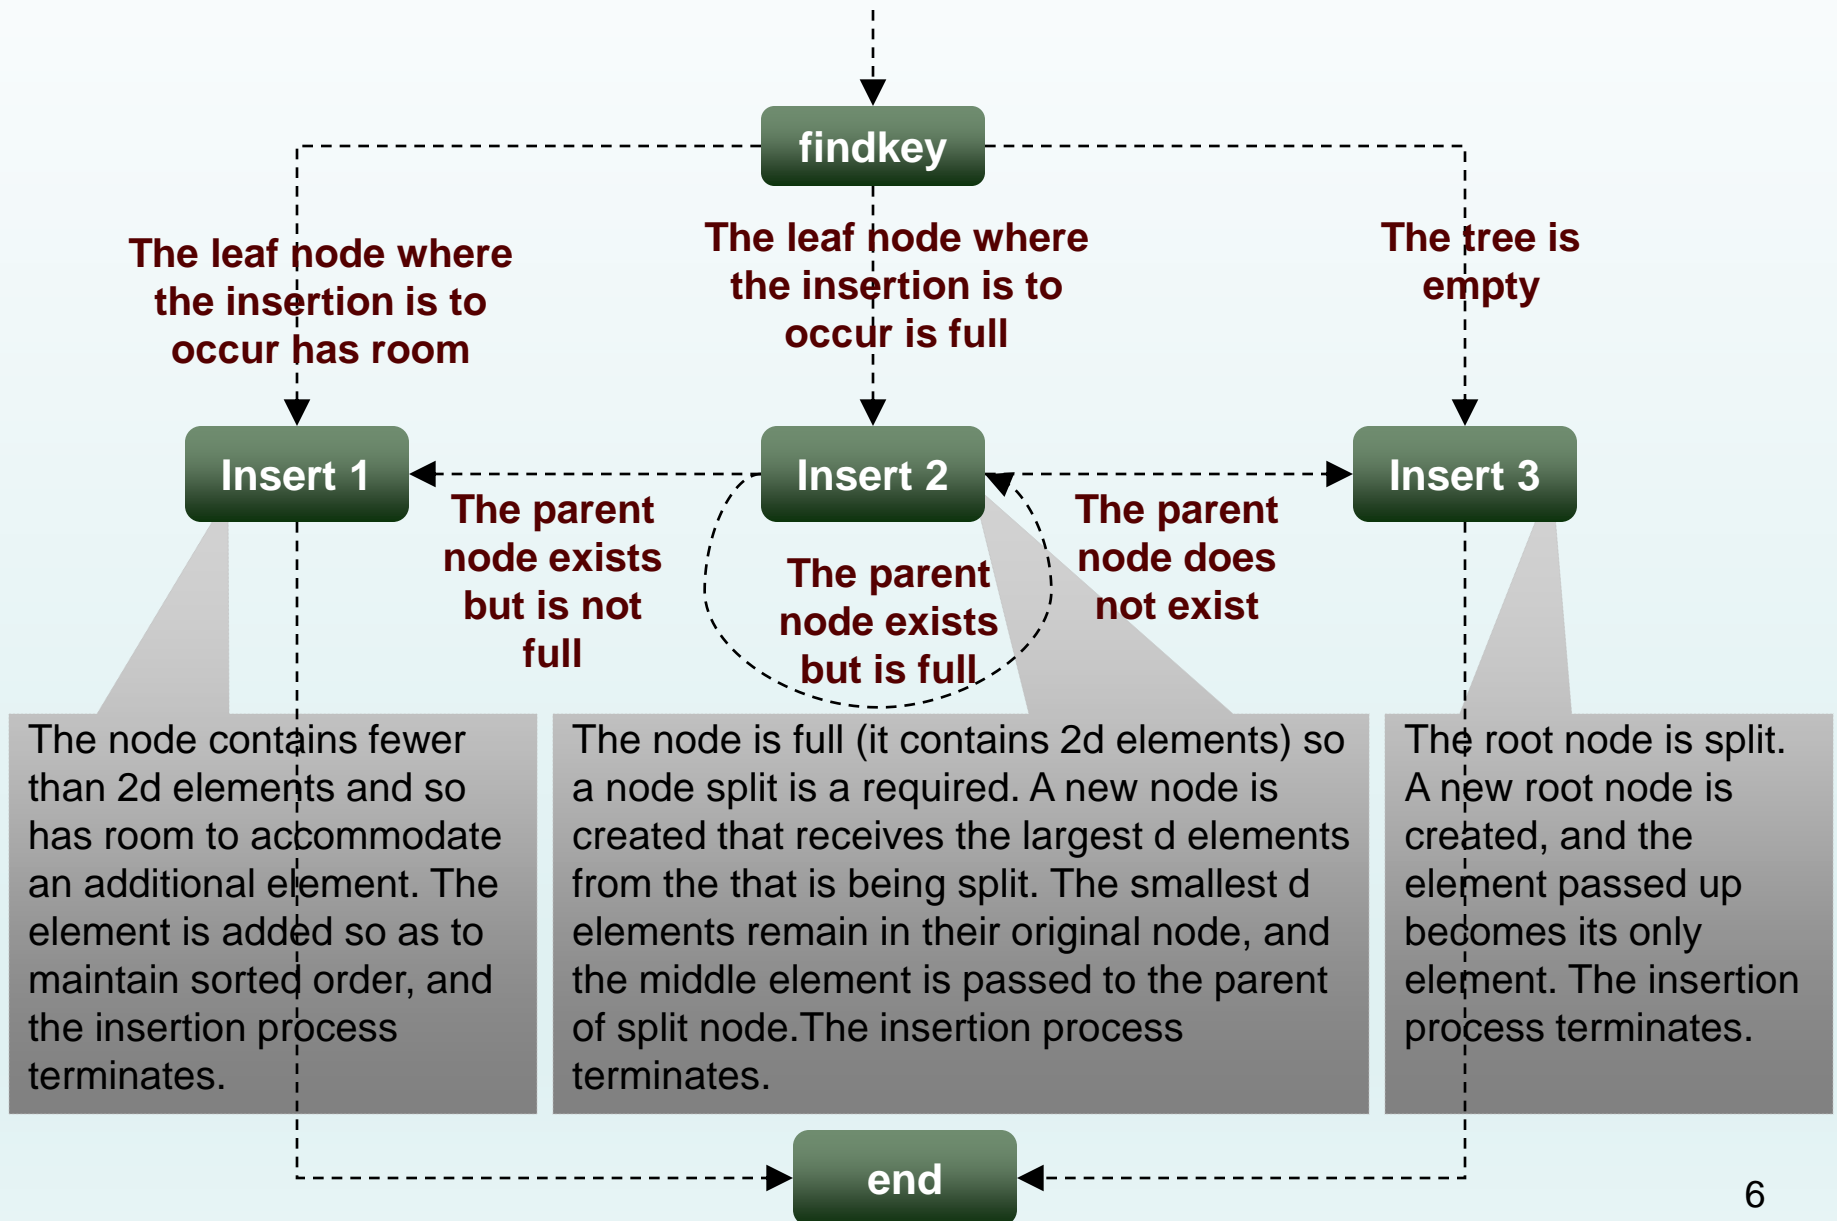 findkey
The leaf node where
the insertion is to
occur has room
The leaf node where
the insertion is to
occur is full
The tree is
empty
Insert 1
Insert 2
Insert 3
The parent
node exists
but is not
full
The parent
node exists
but is full
The parent
node does
not exist
The node contains fewer
than 2d elements and so
has room to accommodate
an additional element. The
element is added so as to
maintain sorted order, and
the insertion process
terminates.
The node is full (it contains 2d elements) so
a node split is a required. A new node is
created that receives the largest d elements
from the that is being split. The smallest d
elements remain in their original node, and
the middle element is passed to the parent
of split node.The insertion process
terminates.
The root node is split.
A new root node is
created, and the
element passed up
becomes its only
element. The insertion
process terminates.
end
6